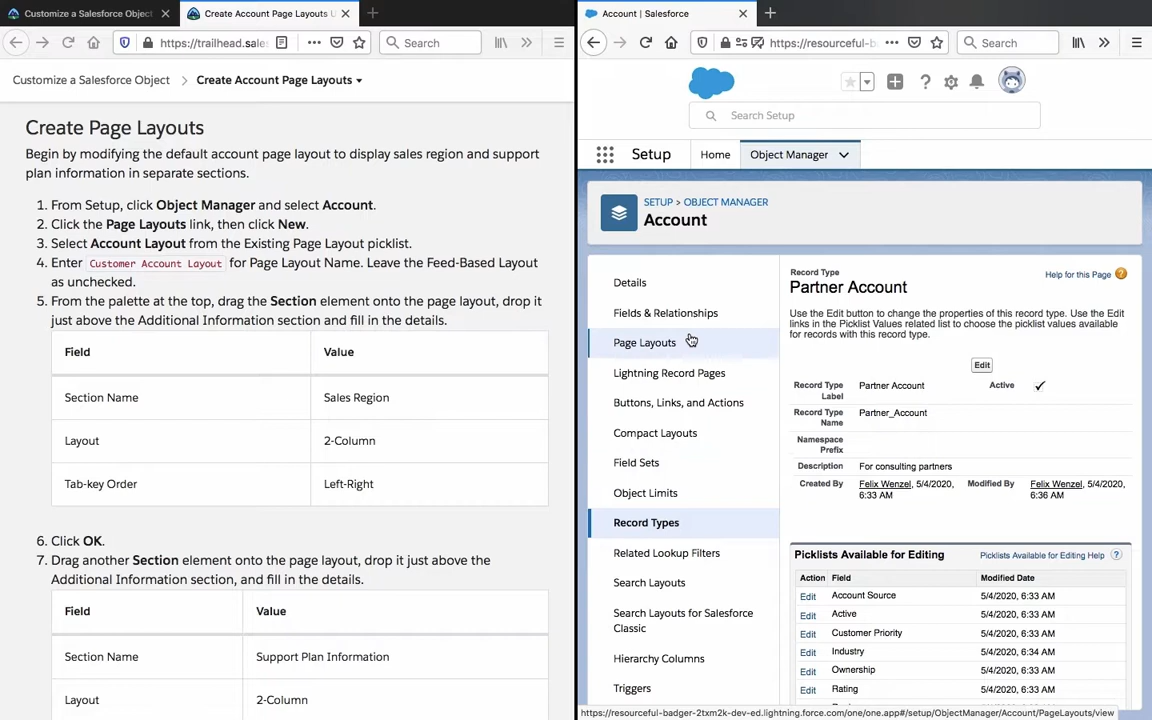 Customize a Salesforce Object
Create Account Page Layouts U
Account | Salesforce
https://trailhead.sale
Search
https://resourceful-b
Search
Customize a Salesforce Object
Create Account Page Layouts
Search Setup
Setup
Home
Object Manager
Create Page Layouts
Begin by modifying the default account page layout to display sales region and support
plan information in separate sections.
1. From Setup, click Object Manager and select Account.
2. Click the Page Layouts link, then click New.
3. Select Account Layout from the Existing Page Layout picklist.
4. Enter Customer Account Layout for Page Layout Name. Leave the Feed-Based Layout
as unchecked.
5. From the palette at the top, drag the Section element onto the page layout, drop it
just above the Additional Information section and fill in the details.
Field Value
Section Name Sales Region
Layout 2-Column
Tab-key Order Left-Right
6. Click OK.
7. Drag another Section element onto the page layout, drop it just above the
Additional Information section, and fill in the details.
Field Value
Section Name Support Plan Information
Layout 2-Column
SETUP > OBJECT MANAGER
Account
Details
Fields & Relationships
Page Layouts
Lightning Record Pages
Buttons, Links, and Actions
Compact Layouts
Field Sets
Object Limits
Record Types
Related Lookup Filters
Search Layouts
Search Layouts for Salesforce
Classic
Hierarchy Columns
Triggers
Record Type
Partner Account
Help for this Page
Use the Edit button to change the properties of this record type. Use the Edit
links in the Picklist Values related list to choose the picklist values available
for records with this record type.
Edit
Record Type
Label
Partner Account
Active
Record Type
Name
Partner_Account
Namespace
Prefix
Description For consulting partners
Created By Felix Wenzel, 5/4/2020,
6:33 AM
Modified By Felix Wenzel, 5/4/2020,
6:36 AM
Picklists Available for Editing
Picklists Available for Editing Help
Action Field Modified Date
Edit Account Source 5/4/2020, 6:33 AM
Edit Active 5/4/2020, 6:33 AM
Edit Customer Priority 5/4/2020, 6:33 AM
Edit Industry 5/4/2020, 6:34 AM
Edit Ownership 5/4/2020, 6:33 AM
Edit Rating 5/4/2020, 6:33 AM
https://resourceful-badger-2txm2k-dev-ed.lightning.force.com/one/one.app#/setup/ObjectManager/Account/PageLayouts/view